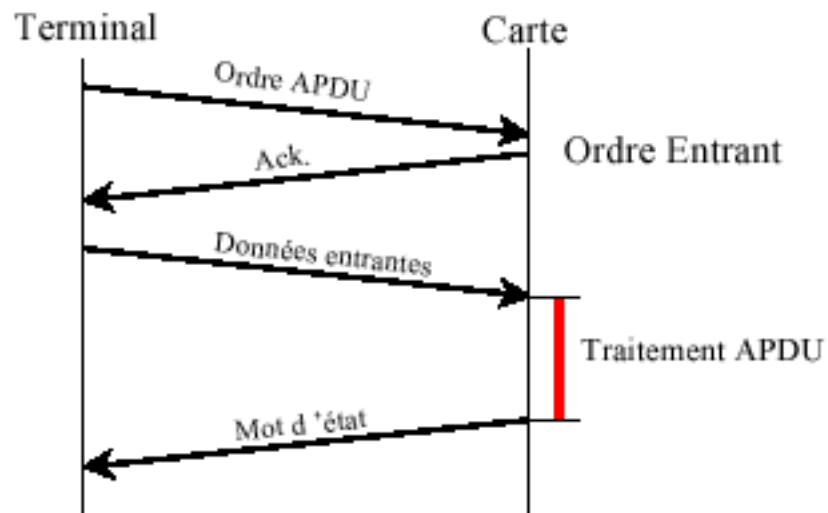 Terminal
Carte
Ordre APDU
Ack.
Ordre Entrant
Données entrantes
Traitement APDU
Mot d 'état